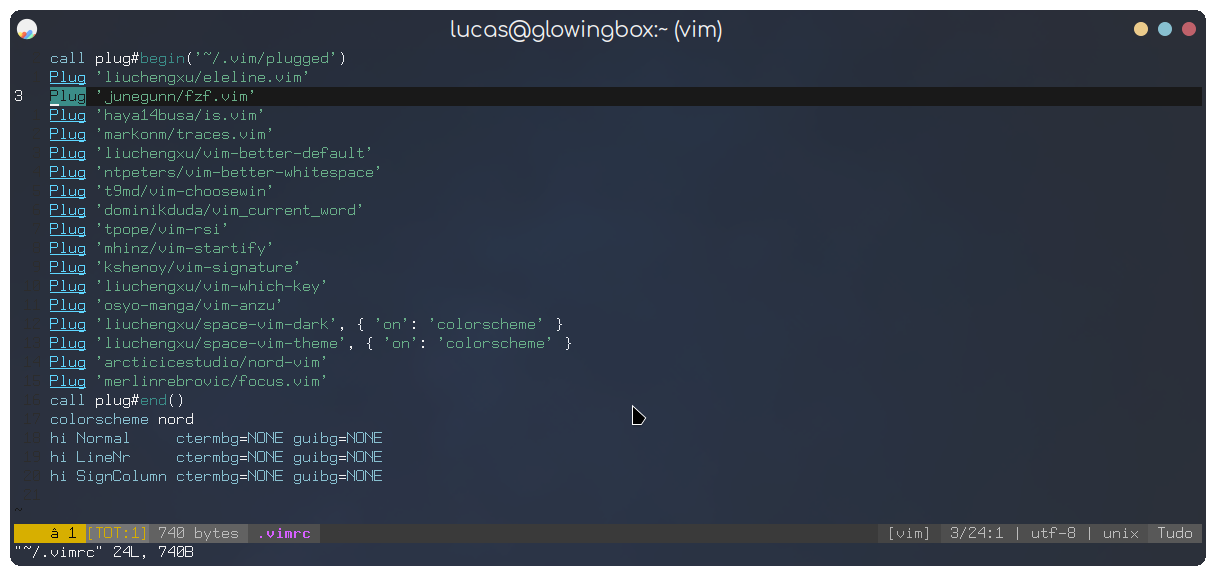 lucas@glowingbox:~ (vim)
call plug#begin('~/.vim/plugged')
Plug 'liuchengxu/eleline.vim'
3 Plug 'junegunn/fzf.vim'
Plug 'haya14busa/is.vim'
Plug 'markonm/traces.vim'
Plug 'liuchengxu/vim-better-default'
Plug 'ntpeters/vim-better-whitespace'
Plug 't9md/vim-choosewin'
Plug 'dominikduda/vim_current_word'
Plug 'tpope/vim-rsi'
Plug 'mhinz/vim-startify'
Plug 'kshenoy/vim-signature'
Plug 'liuchengxu/vim-which-key'
Plug 'osyo-manga/vim-anzu'
Plug 'liuchengxu/space-vim-dark', { 'on': 'colorscheme' }
Plug 'liuchengxu/space-vim-theme', { 'on': 'colorscheme' }
Plug 'arcticicestudio/nord-vim'
Plug 'merlinrebrovic/focus.vim'
call plug#end()
colorscheme nord
hi Normal     ctermbg=NONE guibg=NONE
hi LineNr     ctermbg=NONE guibg=NONE
hi SignColumn ctermbg=NONE guibg=NONE
~
â 1 [TOT:1] 740 bytes .vimrc [vim] 3/24:1 | utf-8 | unix Tudo
"~/.vimrc" 24L, 740B